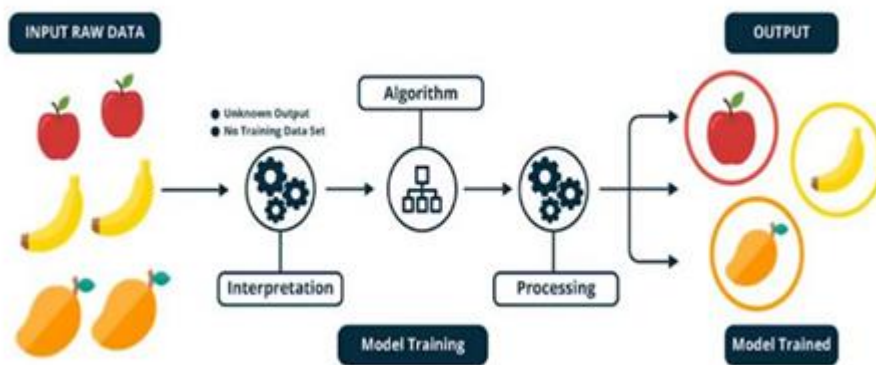 INPUT RAW DATA
OUTPUT
Algorithm
Unknown Output
No Training Data Set
Interpretation
Processing
Model Training
Model Trained